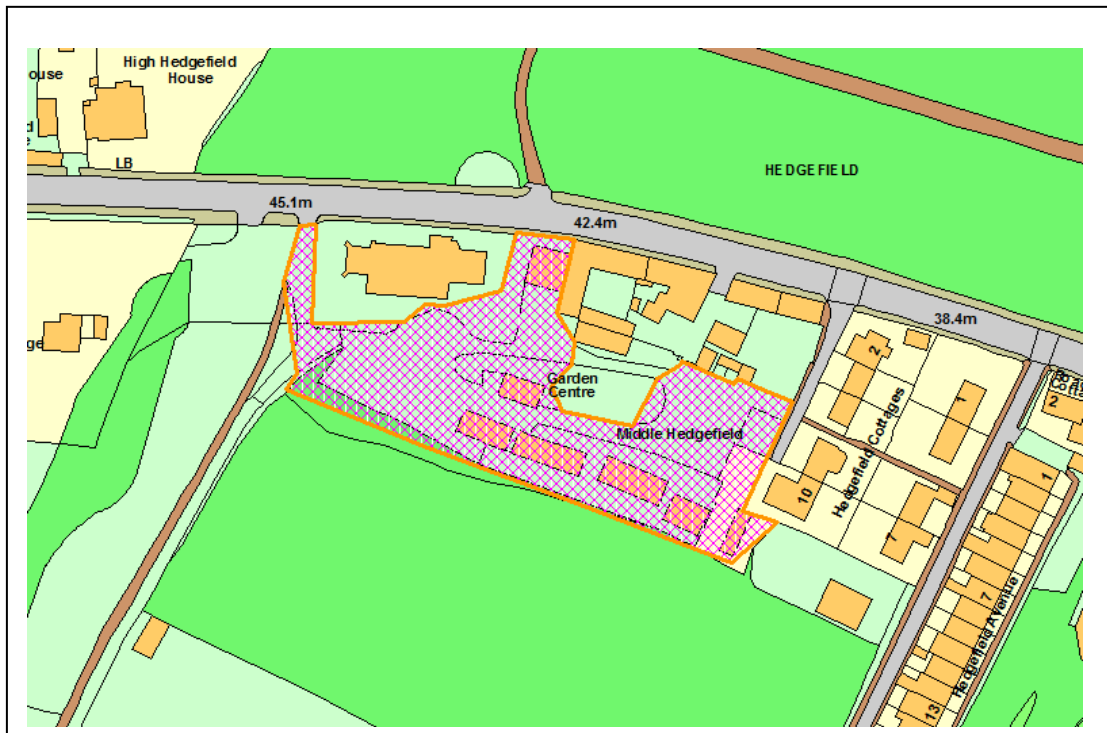 High Hedgefield
House
ouse
LB
HEDGEFIELD
45.1m
42.4m
38.4m
Garden
Centre
Middle Hedgefield
2
1
Hedgefield Cottages
10
7
2
1
7
Hedgefield Avenue
13
ge